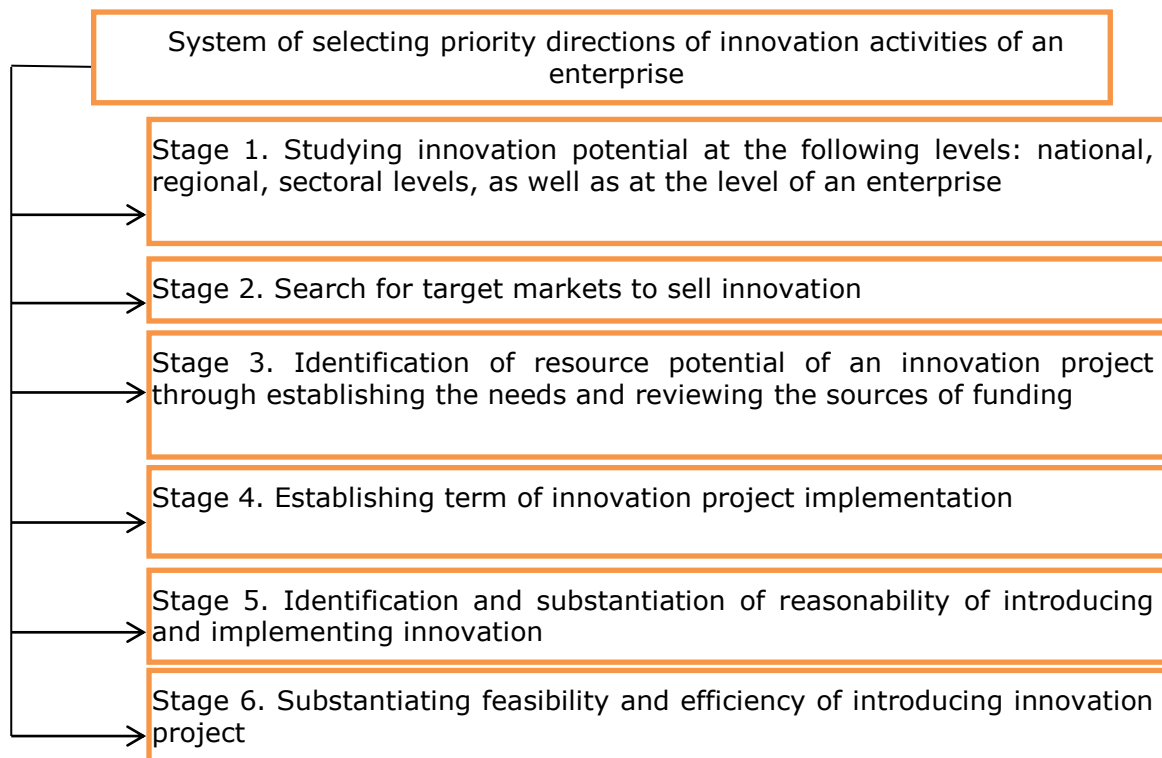 System of selecting priority directions of innovation activities of an
enterprise
Stage 1. Studying innovation potential at the following levels: national,
regional, sectoral levels, as well as at the level of an enterprise
Stage 2. Search for target markets to sell innovation
Stage 3. Identification of resource potential of an innovation project
through establishing the needs and reviewing the sources of funding
Stage 4. Establishing term of innovation project implementation
Stage 5. Identification and substantiation of reasonability of introducing
and implementing innovation
Stage 6. Substantiating feasibility and efficiency of introducing innovation
project